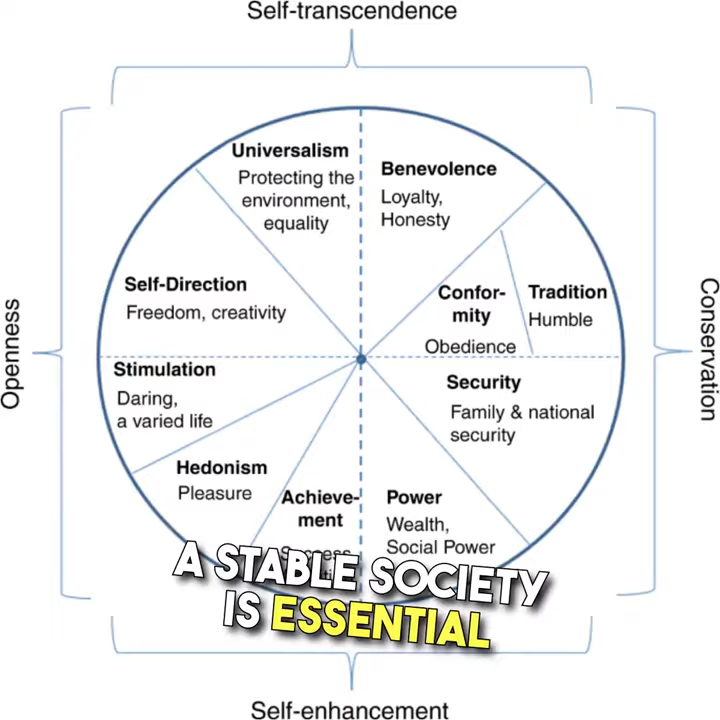 Self-transcendence
Universalism
Protecting the
environment,
equality
Benevolence
Loyalty,
Honesty
Self-Direction
Freedom, creativity
Confor-
mity
Obedience
Tradition
Humble
Openness
Conservation
Stimulation
Daring,
a varied life
Security
Family & national
security
Hedonism
Pleasure
Achieve-
ment
Success,
Power
Wealth,
Social Power
A STABLE SOCIETY
IS ESSENTIAL
Self-enhancement